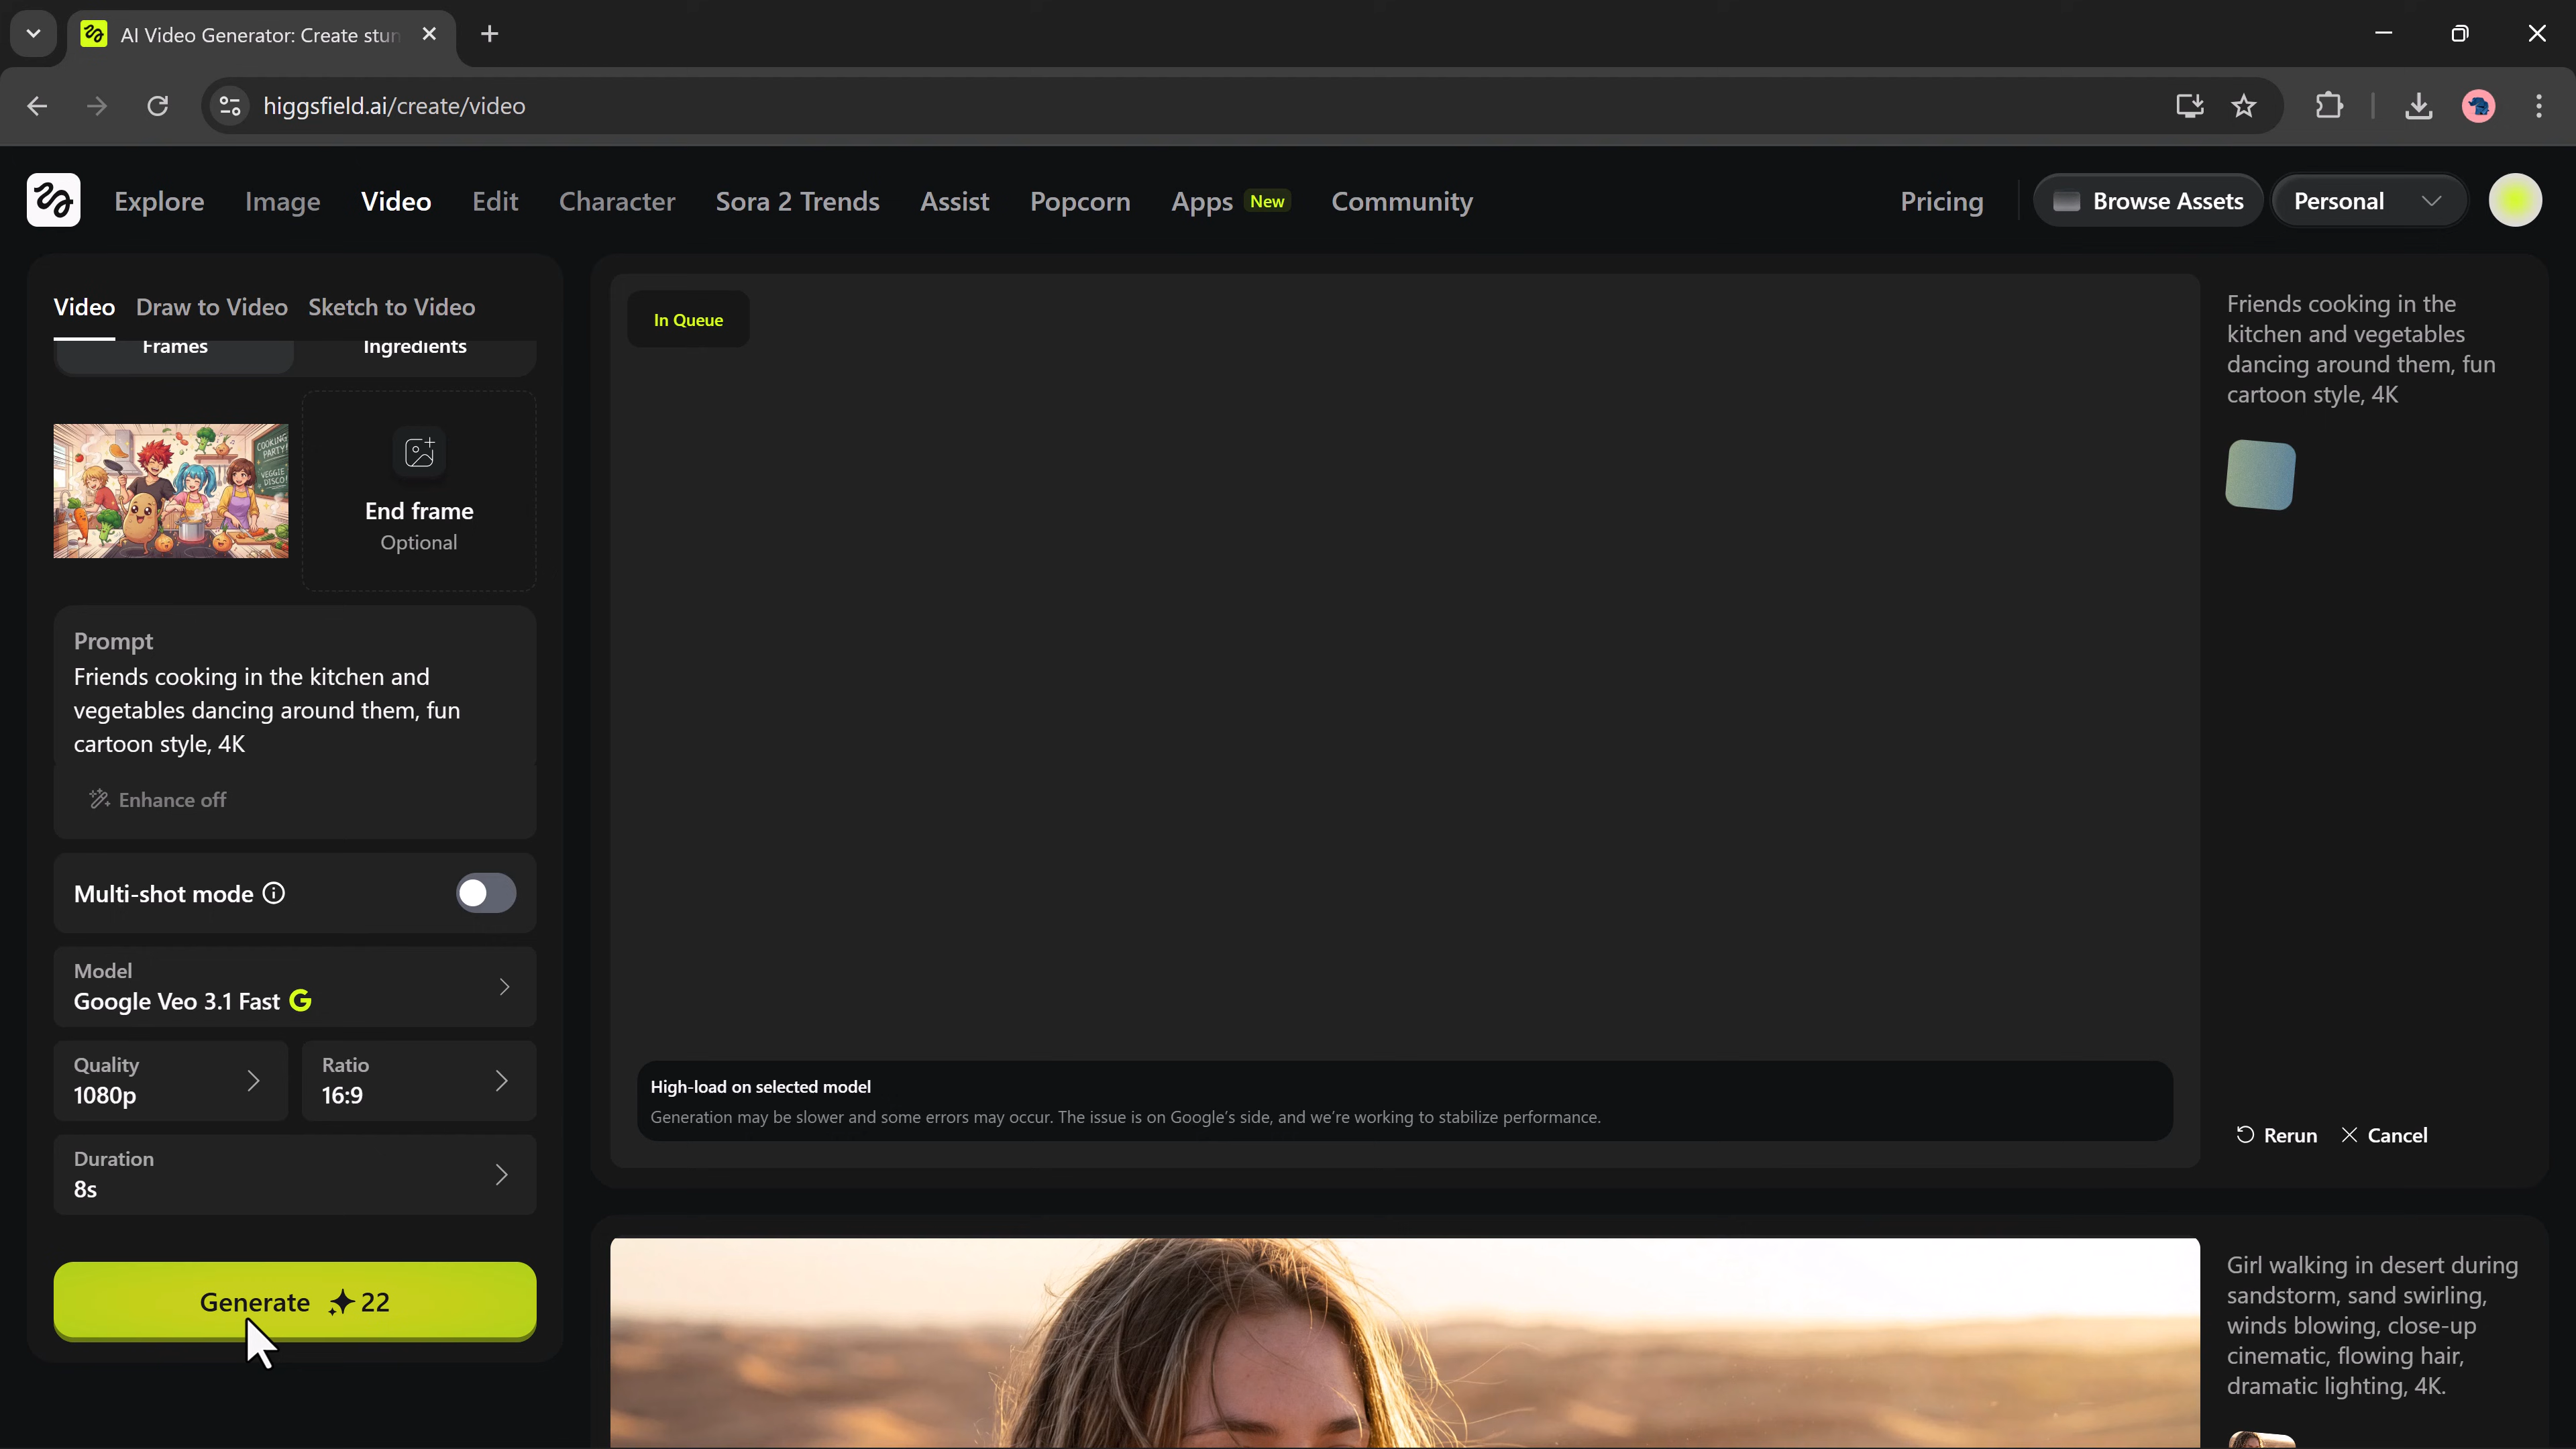 AI Video Generator: Create stun
higgsfield.ai/create/video
Explore
Image
Video
Edit
Character
Sora 2 Trends
Assist
Popcorn
Apps New
Community
Pricing
Browse Assets
Personal
Video
Draw to Video
Sketch to Video
Frames
Ingredients
COOKING
PARTY!
VEGGIE
DISCO!
End frame
Optional
Prompt
Friends cooking in the kitchen and
vegetables dancing around them, fun
cartoon style, 4K
Enhance off
Multi-shot mode
Model
Google Veo 3.1 Fast G
Quality
1080p
Ratio
16:9
Duration
8s
Generate 22
In Queue
High-load on selected model
Generation may be slower and some errors may occur. The issue is on Google's side, and we're working to stabilize performance.
Friends cooking in the
kitchen and vegetables
dancing around them, fun
cartoon style, 4K
Rerun
Cancel
Girl walking in desert during
sandstorm, sand swirling,
winds blowing, close-up
cinematic, flowing hair,
dramatic lighting, 4K.